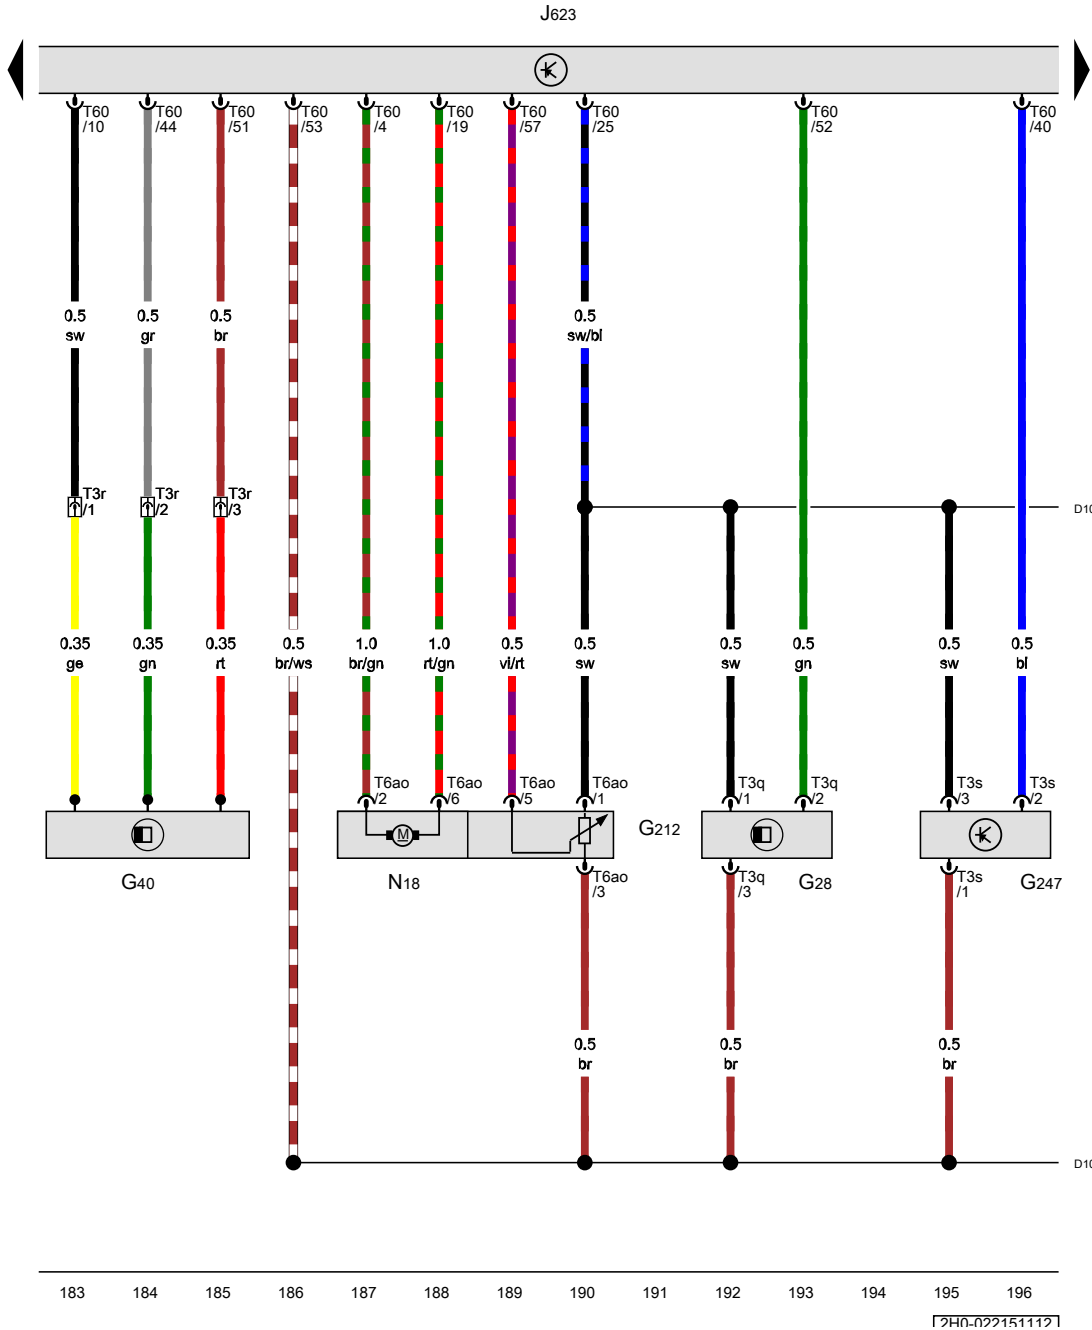 J623
T60 T60 T60 T60 T60 T60 T60 T60 T60 T60
/10 /44 /51 /53 /4 /19 /57 /25 /52 /40
0.5 0.5 0.5 0.5
sw gr br sw/bl
T3r T3r T3r
/1 /2 /3
D10
0.35 0.35 0.35 0.5 1.0 1.0 0.5 0.5 0.5 0.5 0.5 0.5
ge gn rt br/ws br/gn rt/gn vi/rt sw sw gn sw bl
T6ao T6ao T6ao T6ao T3q T3q T3s T3s
/2 /6 /5 /1 /1 /2 /3 /2
M
G212
G40 N18 G28 G247
T6ao T3q T3s
/3 /3 /1
0.5 0.5 0.5
br br br
D10
183 184 185 186 187 188 189 190 191 192 193 194 195 196
2H0-022151112